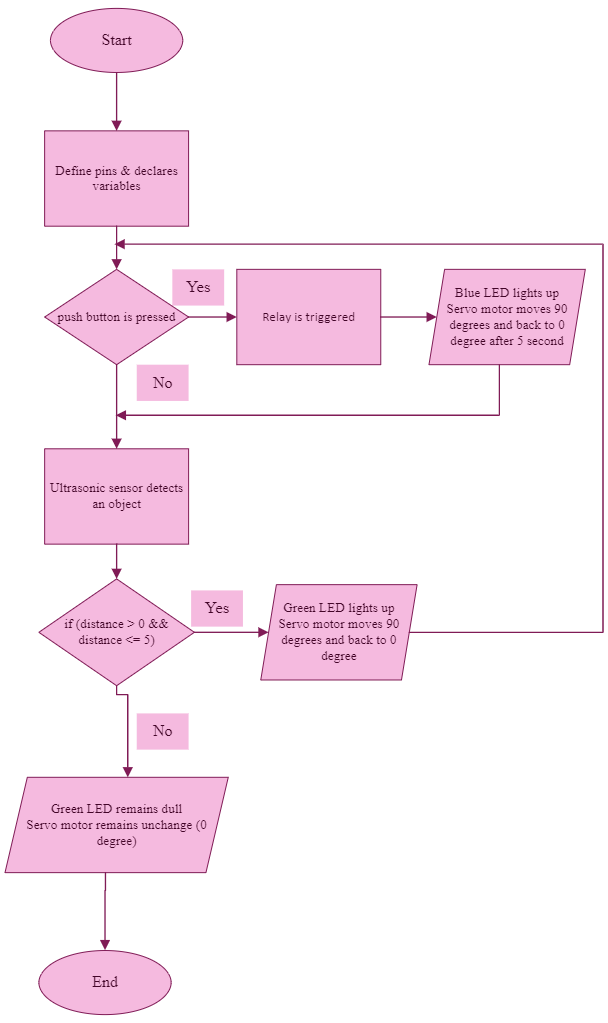 Start
Define pins & declares
variables
push button is pressed
Yes
Relay is triggered
Blue LED lights up
Servo motor moves 90
degrees and back to 0
degree after 5 second
No
Ultrasonic sensor detects
an object
if (distance > 0 &&
distance <= 5)
Yes
Green LED lights up
Servo motor moves 90
degrees and back to 0
degree
No
Green LED remains dull
Servo motor remains unchange (0
degree)
End